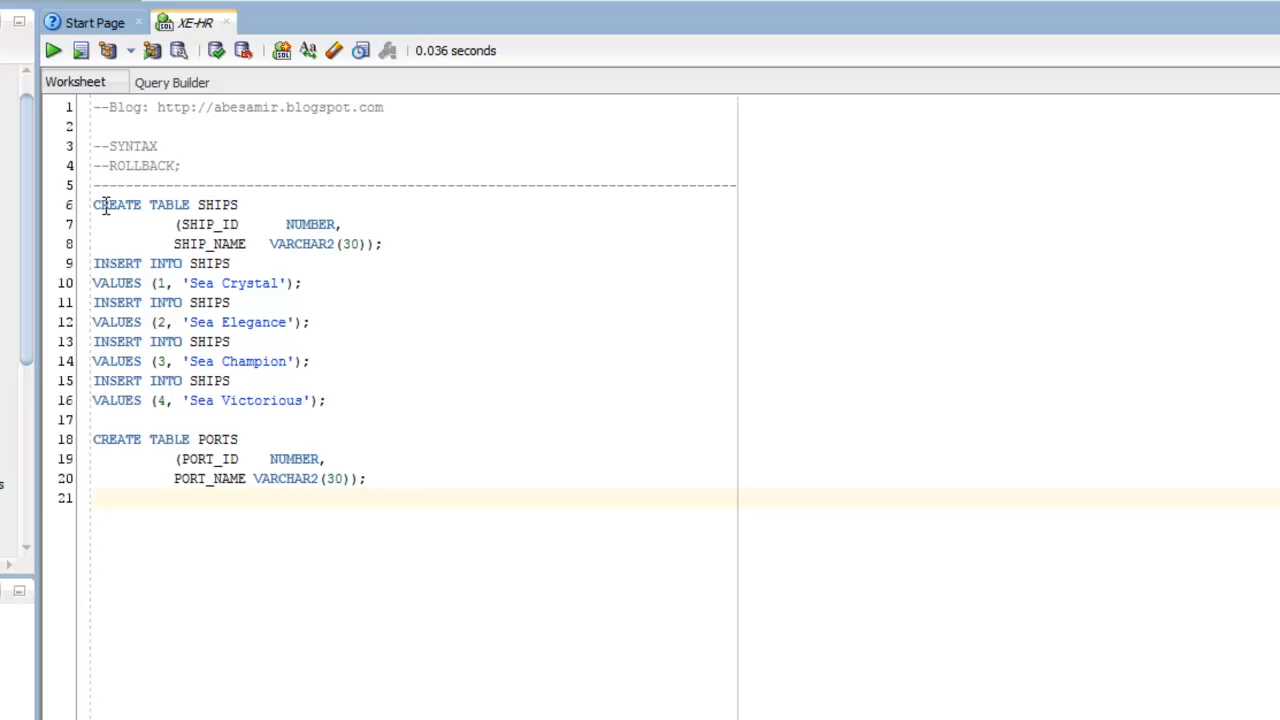 Start Page XE-HR
0.036 seconds
Worksheet Query Builder
1 --Blog: http://abesamir.blogspot.com
2
3 --SYNTAX
4 --ROLLBACK;
5 --------------------------------------------------------------------------------
6 CREATE TABLE SHIPS
7 (SHIP_ID NUMBER,
8 SHIP_NAME VARCHAR2(30));
9 INSERT INTO SHIPS
10 VALUES (1, 'Sea Crystal');
11 INSERT INTO SHIPS
12 VALUES (2, 'Sea Elegance');
13 INSERT INTO SHIPS
14 VALUES (3, 'Sea Champion');
15 INSERT INTO SHIPS
16 VALUES (4, 'Sea Victorious');
17
18 CREATE TABLE PORTS
19 (PORT_ID NUMBER,
20 PORT_NAME VARCHAR2(30));
21
s